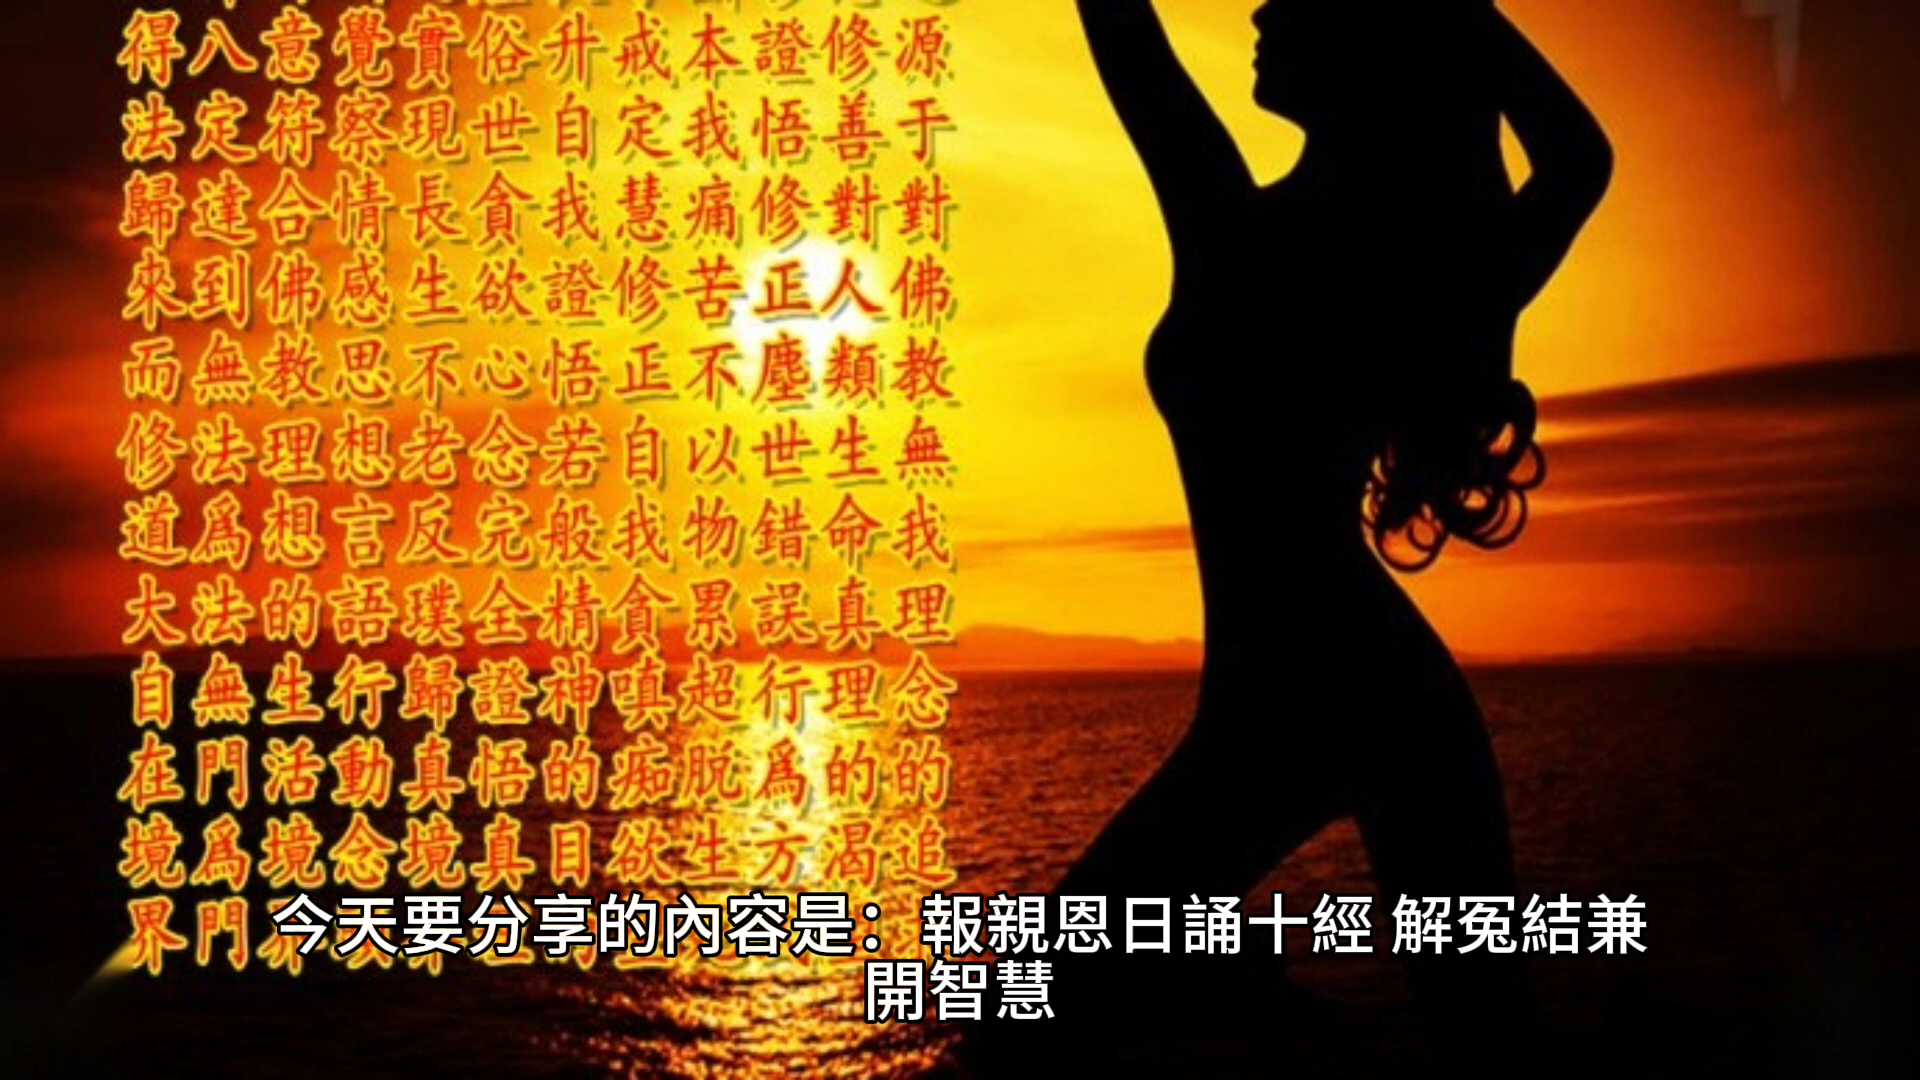 源于對佛教無我理念的追
修善對人類生命真理的渴
證悟修正塵世錯誤行爲方
本我痛苦不以物累超脫生
戒定慧修正自我貪嗔痴欲
升自我證悟若般精神的日
俗世貪欲心念完全證悟真
實現長生不老反璞歸真境
覺察情感思想言語行動念
意符合佛教理想的生活境界
八定達到無法爲法無門爲門
得法歸來而修道大自在境界
今天要分享的內容是：報親恩日誦十經 解冤結兼
開智慧